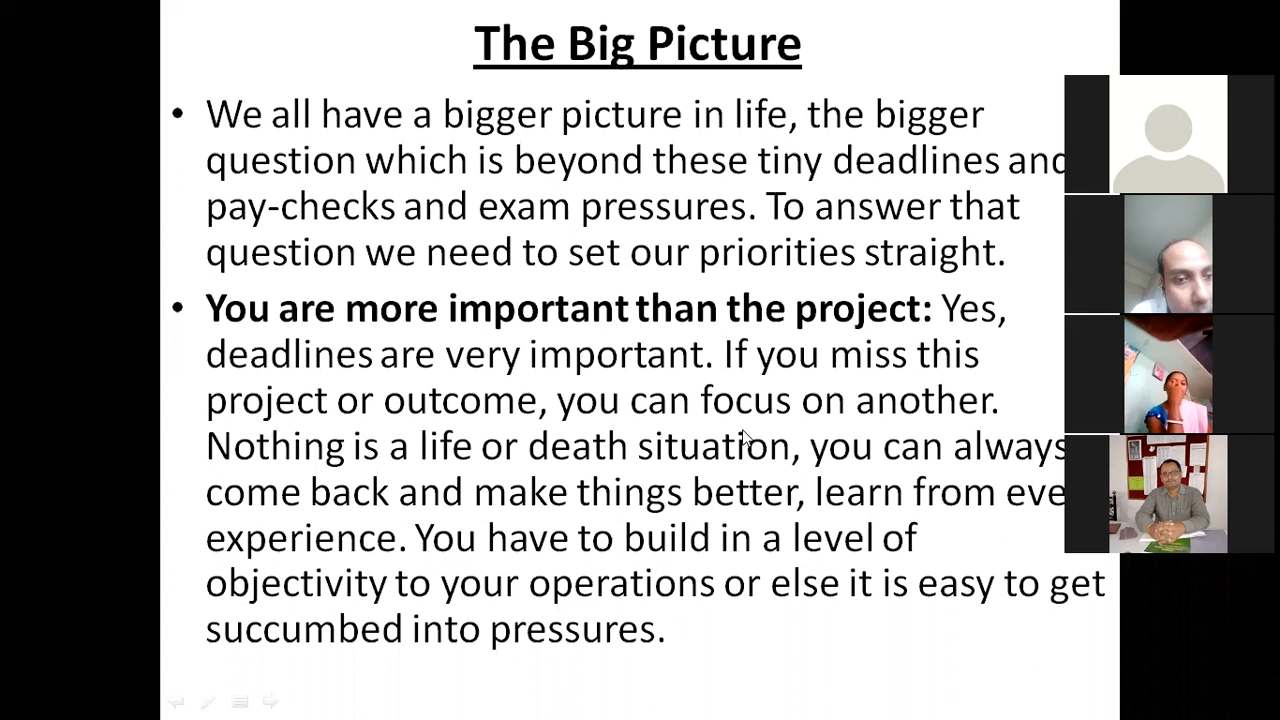 The Big Picture
• We all have a bigger picture in life, the bigger
question which is beyond these tiny deadlines and
pay-checks and exam pressures. To answer that
question we need to set our priorities straight.
• You are more important than the project: Yes,
deadlines are very important. If you miss this
project or outcome, you can focus on another.
Nothing is a life or death situation, you can always
come back and make things better, learn from eve
experience. You have to build in a level of
objectivity to your operations or else it is easy to get
succumbed into pressures.